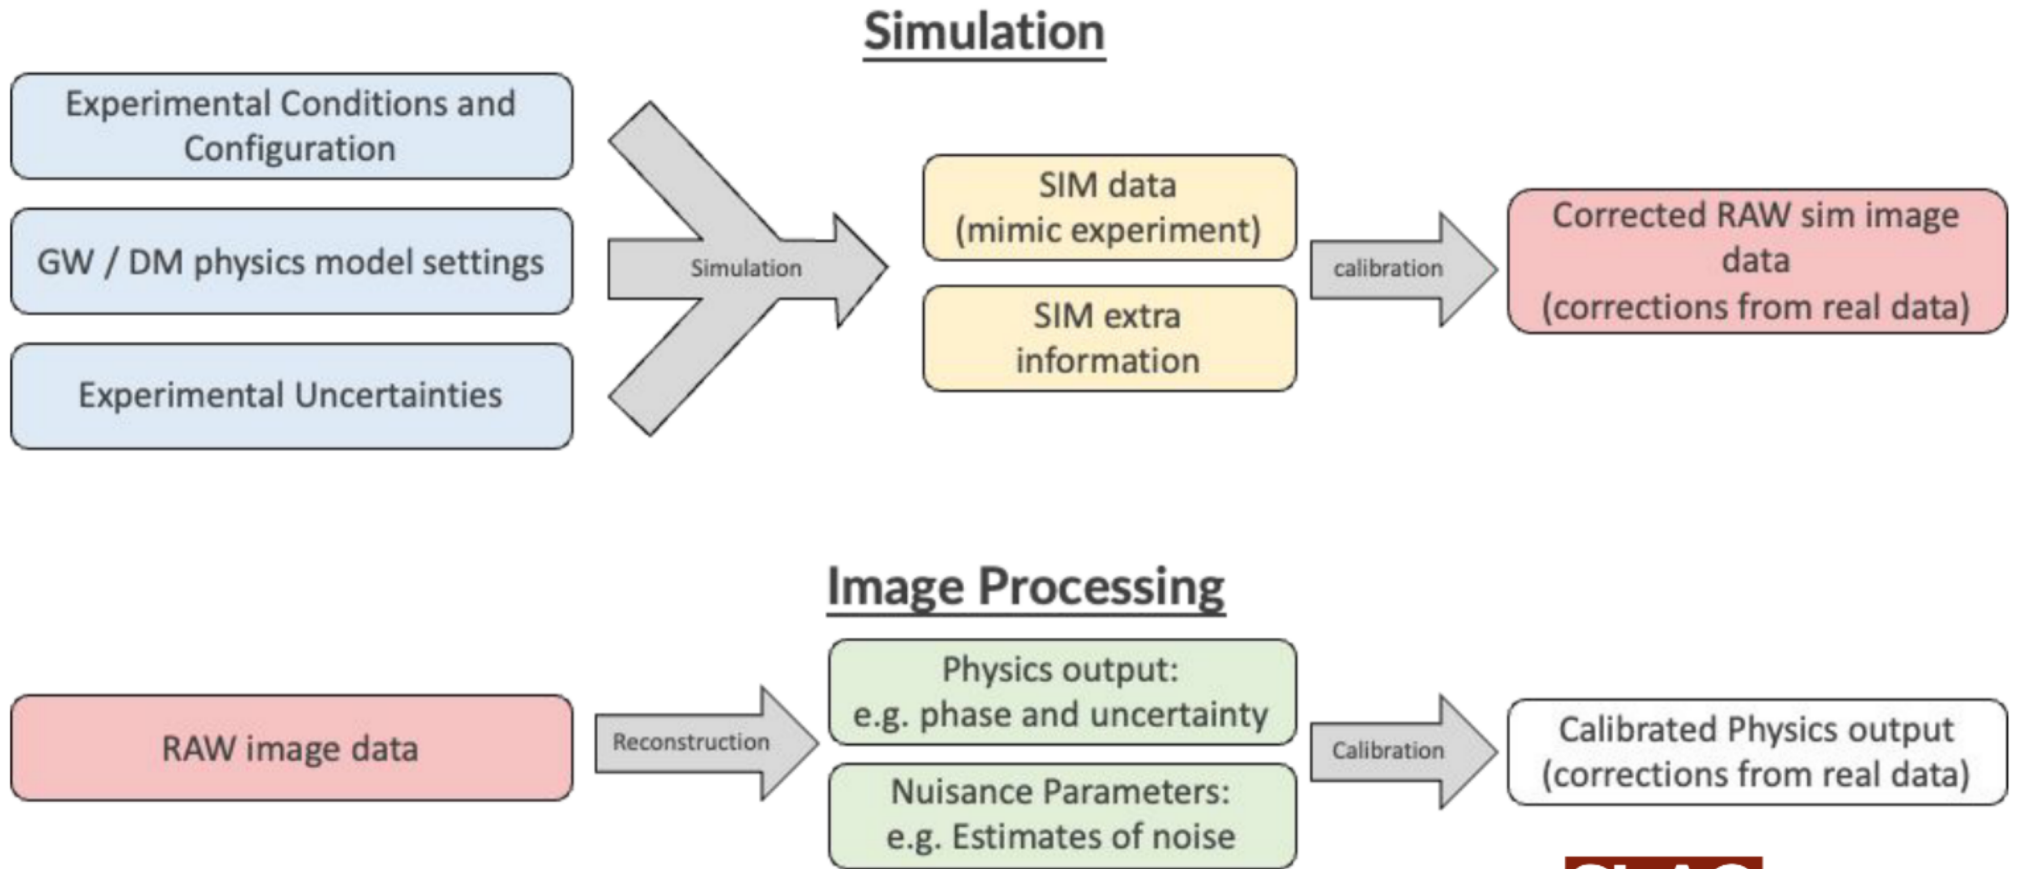 Simulation
Experimental Conditions and
Configuration
GW / DM physics model settings
Experimental Uncertainties
Simulation
SIM data
(mimic experiment)
SIM extra
information
calibration
Corrected RAW sim image
data
(corrections from real data)
Image Processing
RAW image data
Reconstruction
Physics output:
e.g. phase and uncertainty
Nuisance Parameters:
e.g. Estimates of noise
Calibration
Calibrated Physics output
(corrections from real data)